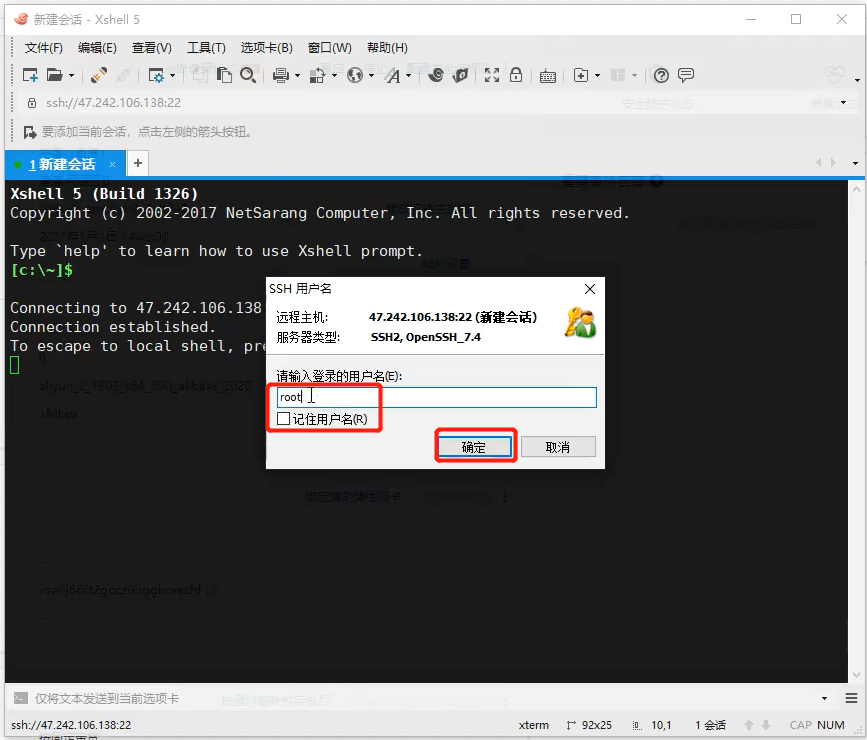 新建会话 - Xshell 5
文件(F) 编辑(E) 查看(V) 工具(T) 选项卡(B) 窗口(W) 帮助(H)
ssh://47.242.106.138:22
要添加当前会话，点击左侧的箭头按钮。
1 新建会话 × +
Xshell 5 (Build 1326)
Copyright (c) 2002-2017 NetSarang Computer, Inc. All rights reserved.
Type `help' to learn how to use Xshell prompt.
[c:\~]$
Connecting to 47.242.106.138
Connection established.
To escape to local shell, pre
SSH 用户名
远程主机: 47.242.106.138:22 (新建会话)
服务器类型: SSH2, OpenSSH_7.4
请输入登录的用户名(E):
root
记住用户名(R)
确定 取消
仅将文本发送到当前选项卡
ssh://47.242.106.138:22 xterm 92x25 10,1 1 会话 CAP NUM